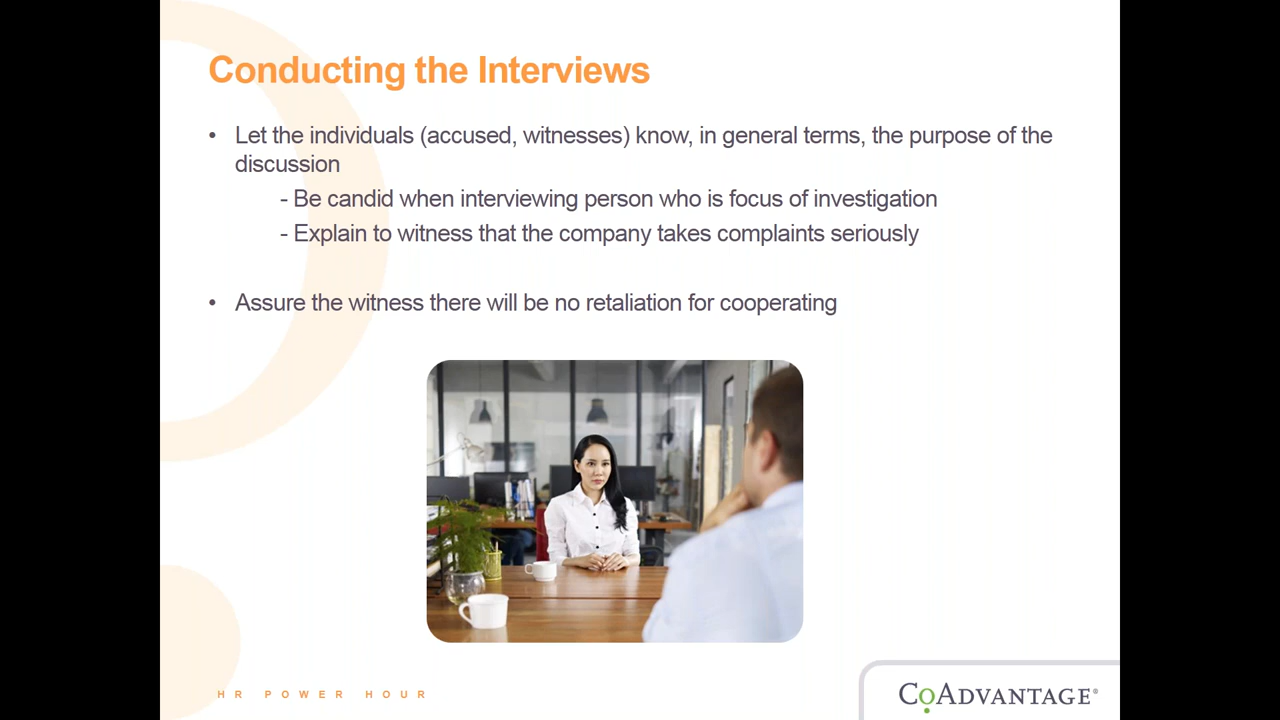 Conducting the Interviews
• Let the individuals (accused, witnesses) know, in general terms, the purpose of the
discussion
- Be candid when interviewing person who is focus of investigation
- Explain to witness that the company takes complaints seriously
• Assure the witness there will be no retaliation for cooperating
HR POWER HOUR
CoAdvantage®